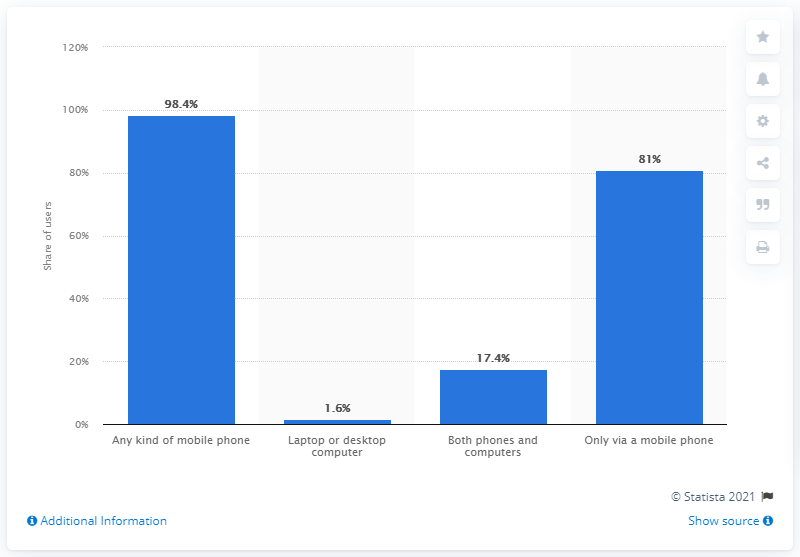 120%
100%
80%
60%
40%
20%
0%
Share of users
98.4%
1.6%
17.4%
81%
Any kind of mobile phone
Laptop or desktop
computer
Both phones and
computers
Only via a mobile phone
© Statista 2021
Additional Information
Show source